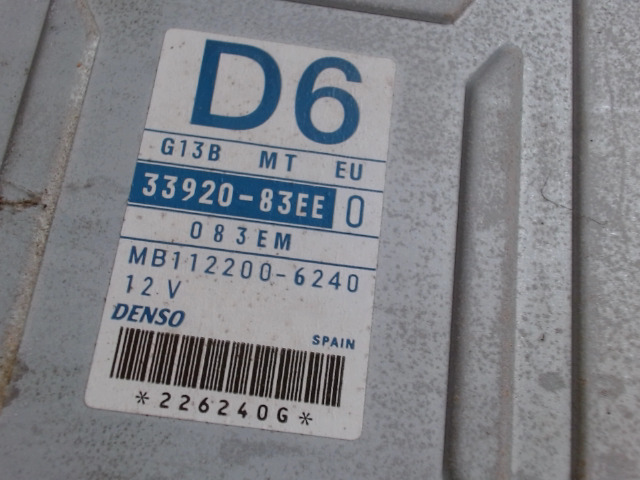 D6
G13B MT EU
33920-83EE 0
083EM
MB112200-6240
12V
DENSO
SPAIN
*226240G*